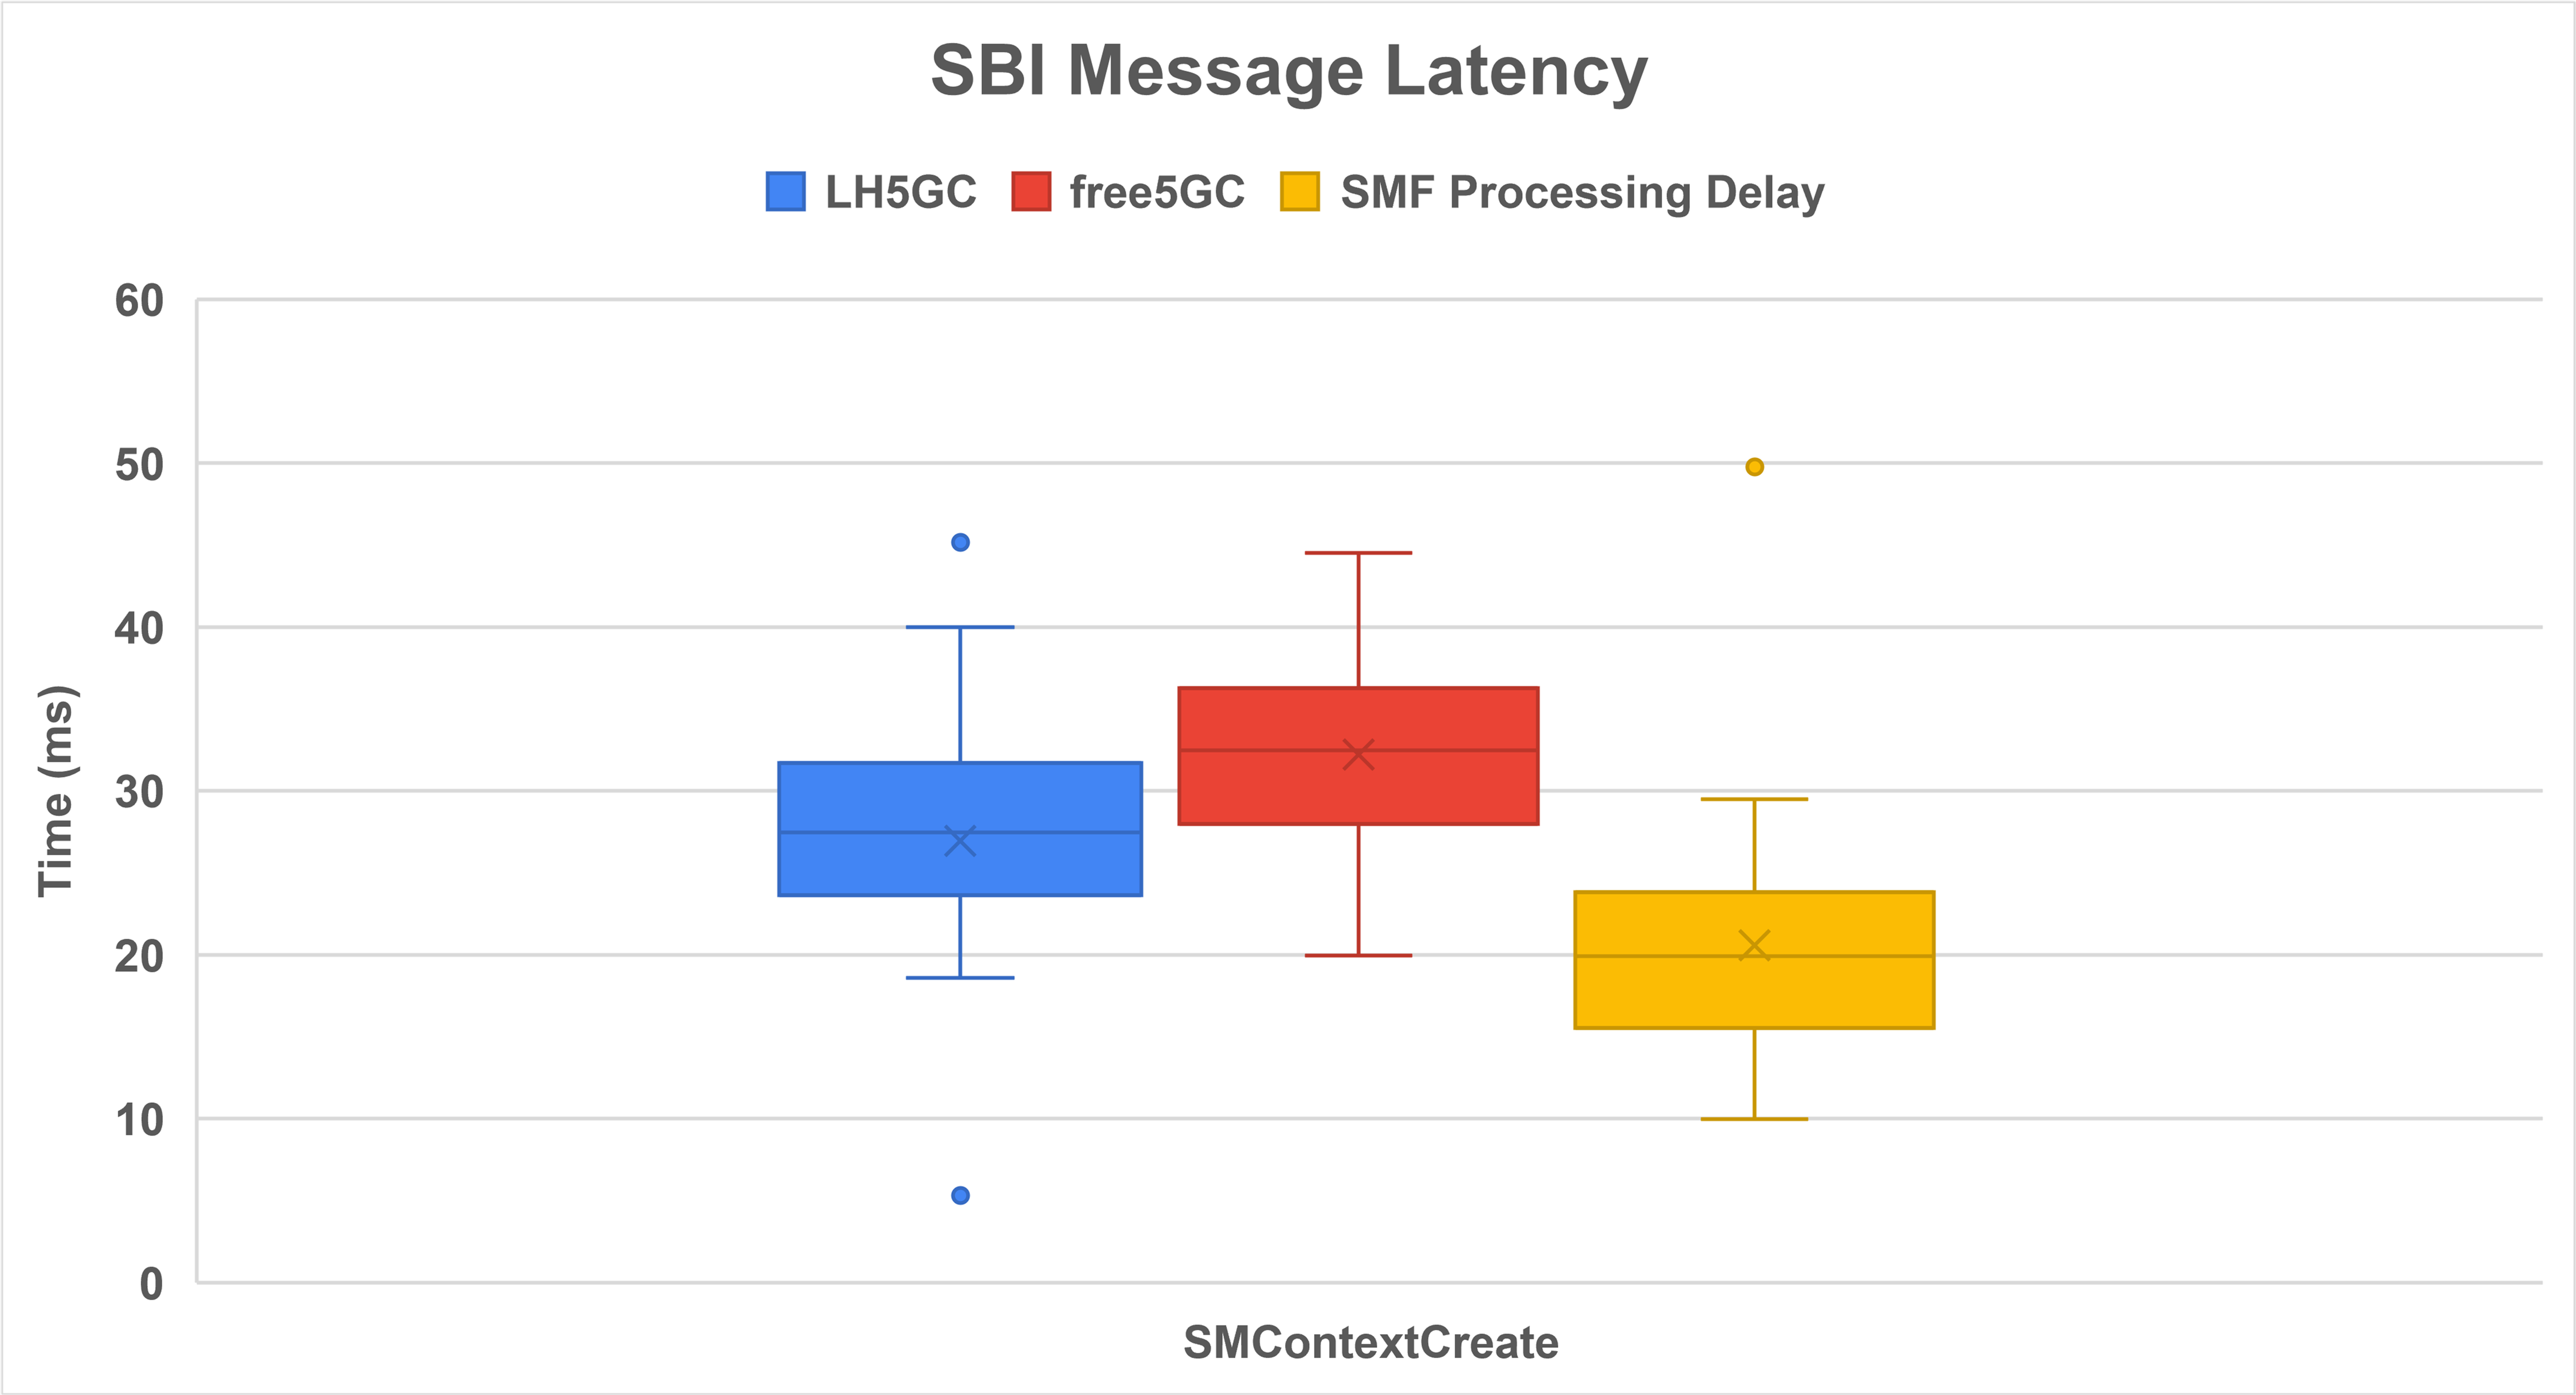 SBI Message Latency
LH5GC free5GC SMF Processing Delay
60
50
40
30
20
10
0
Time (ms)
SMContextCreate